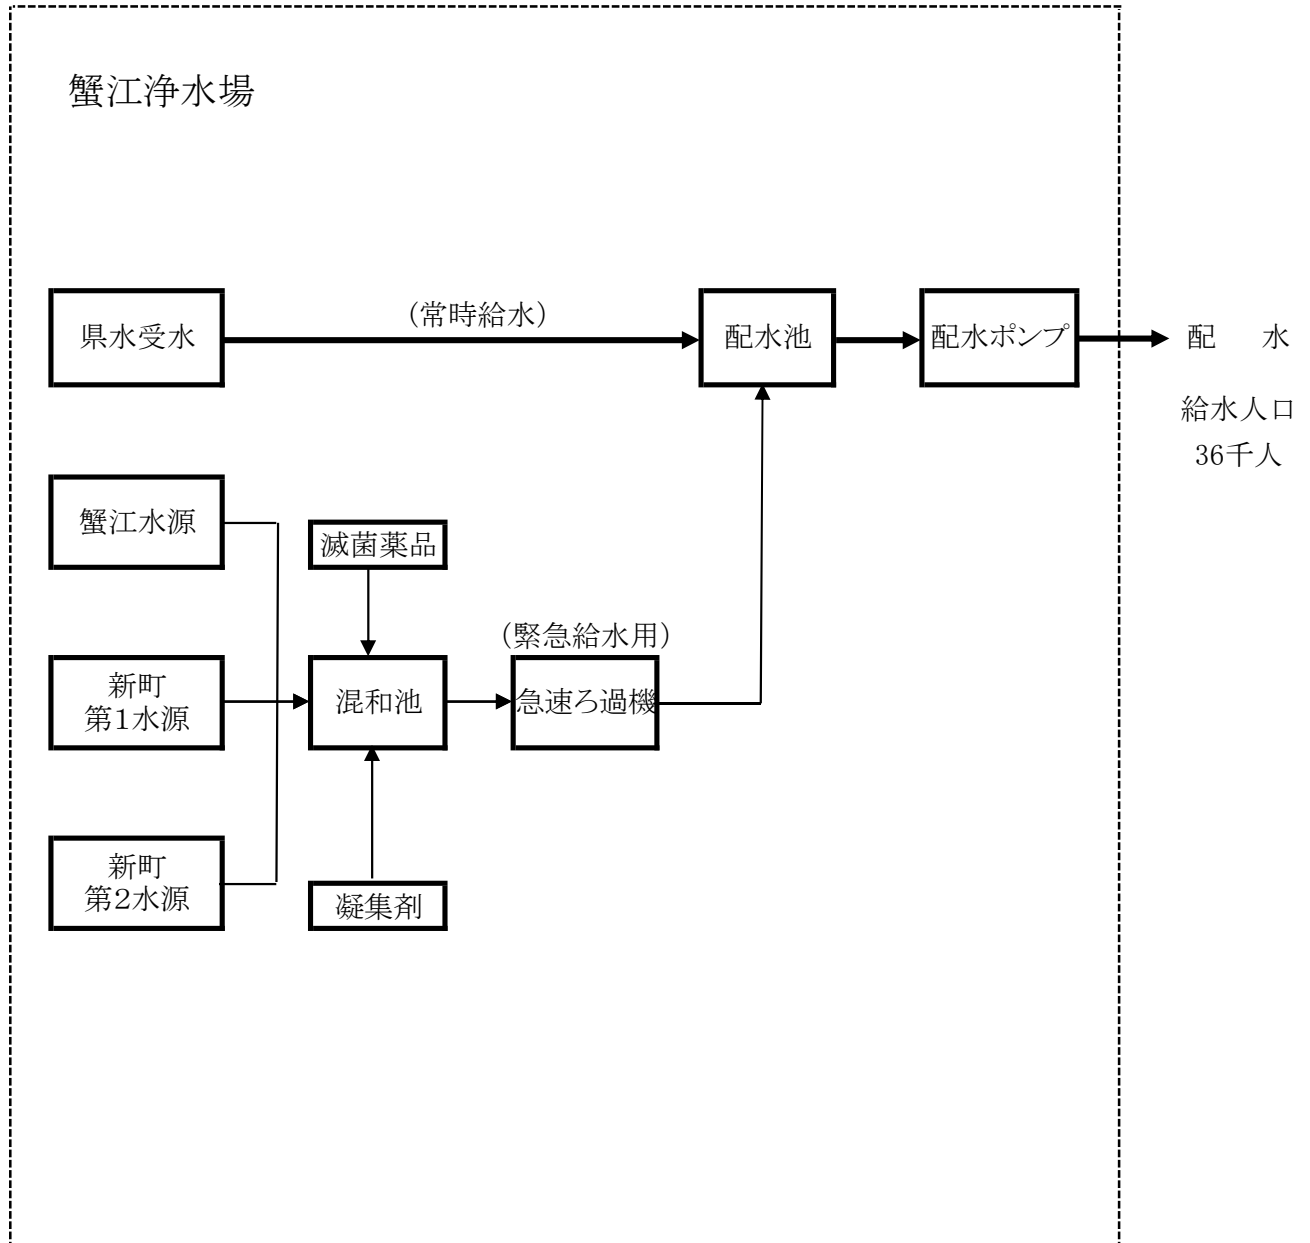 蟹江浄水場
(常時給水)
県水受水
配水池
配水ポンプ
配　水
給水人口
36千人
蟹江水源
滅菌薬品
(緊急給水用)
新町
第1水源
混和池
急速ろ過機
新町
第2水源
凝集剤